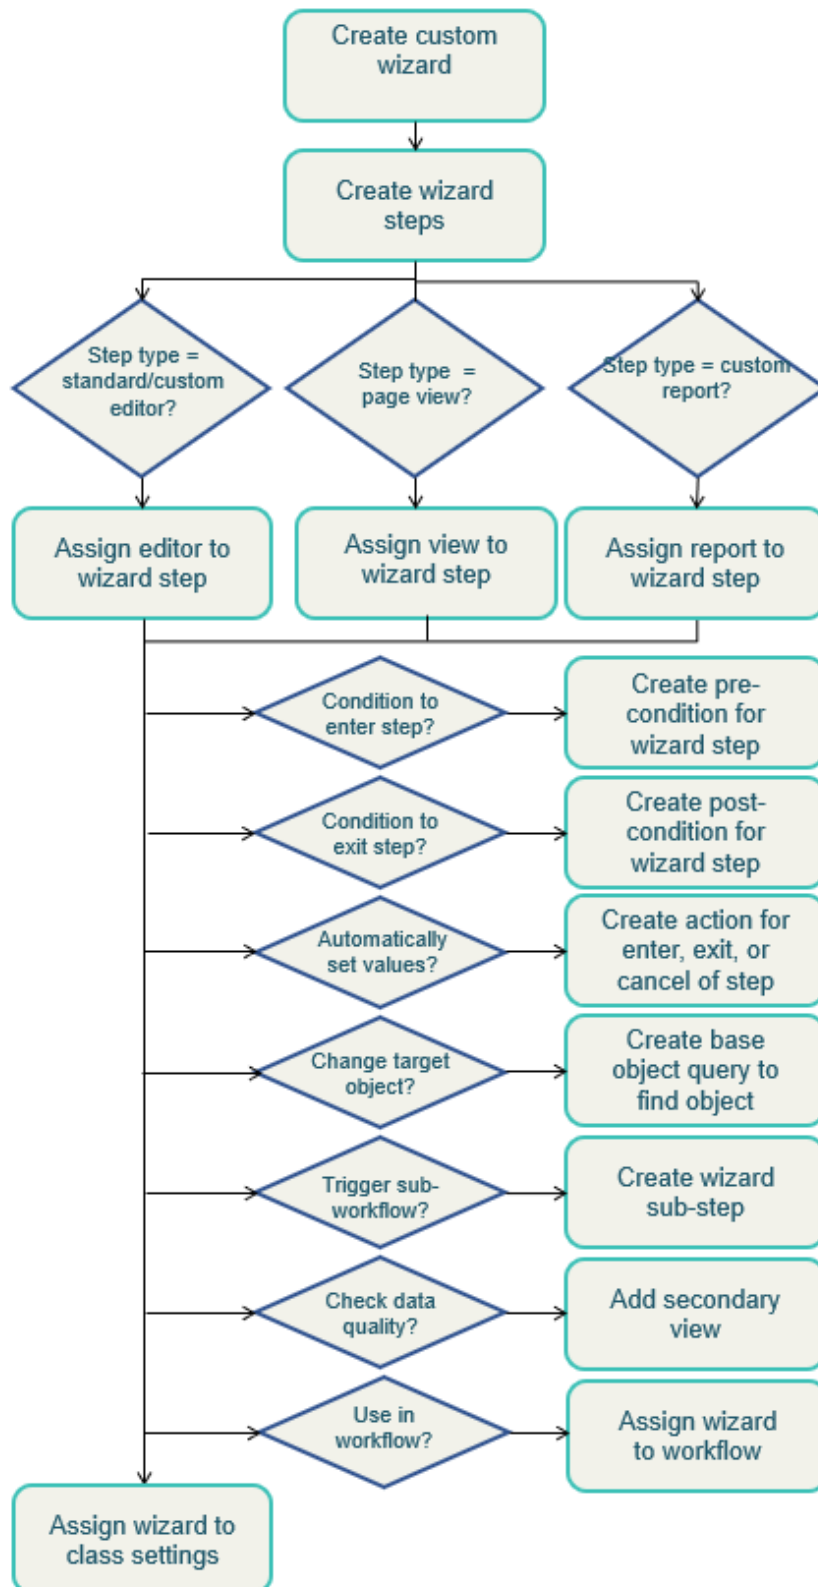 Create custom
wizard
Create wizard
steps
Step type =
standard/custom
editor?
Step type =
page view?
Step type = custom
report?
Assign editor to
wizard step
Assign view to
wizard step
Assign report to
wizard step
Condition to
enter step?
Create pre-
condition for
wizard step
Condition to
exit step?
Create post-
condition for
wizard step
Automatically
set values?
Create action for
enter, exit, or
cancel of step
Change target
object?
Create base
object query to
find object
Trigger sub-
workflow?
Create wizard
sub-step
Check data
quality?
Add secondary
view
Use in
workflow?
Assign wizard
to workflow
Assign wizard to
class settings